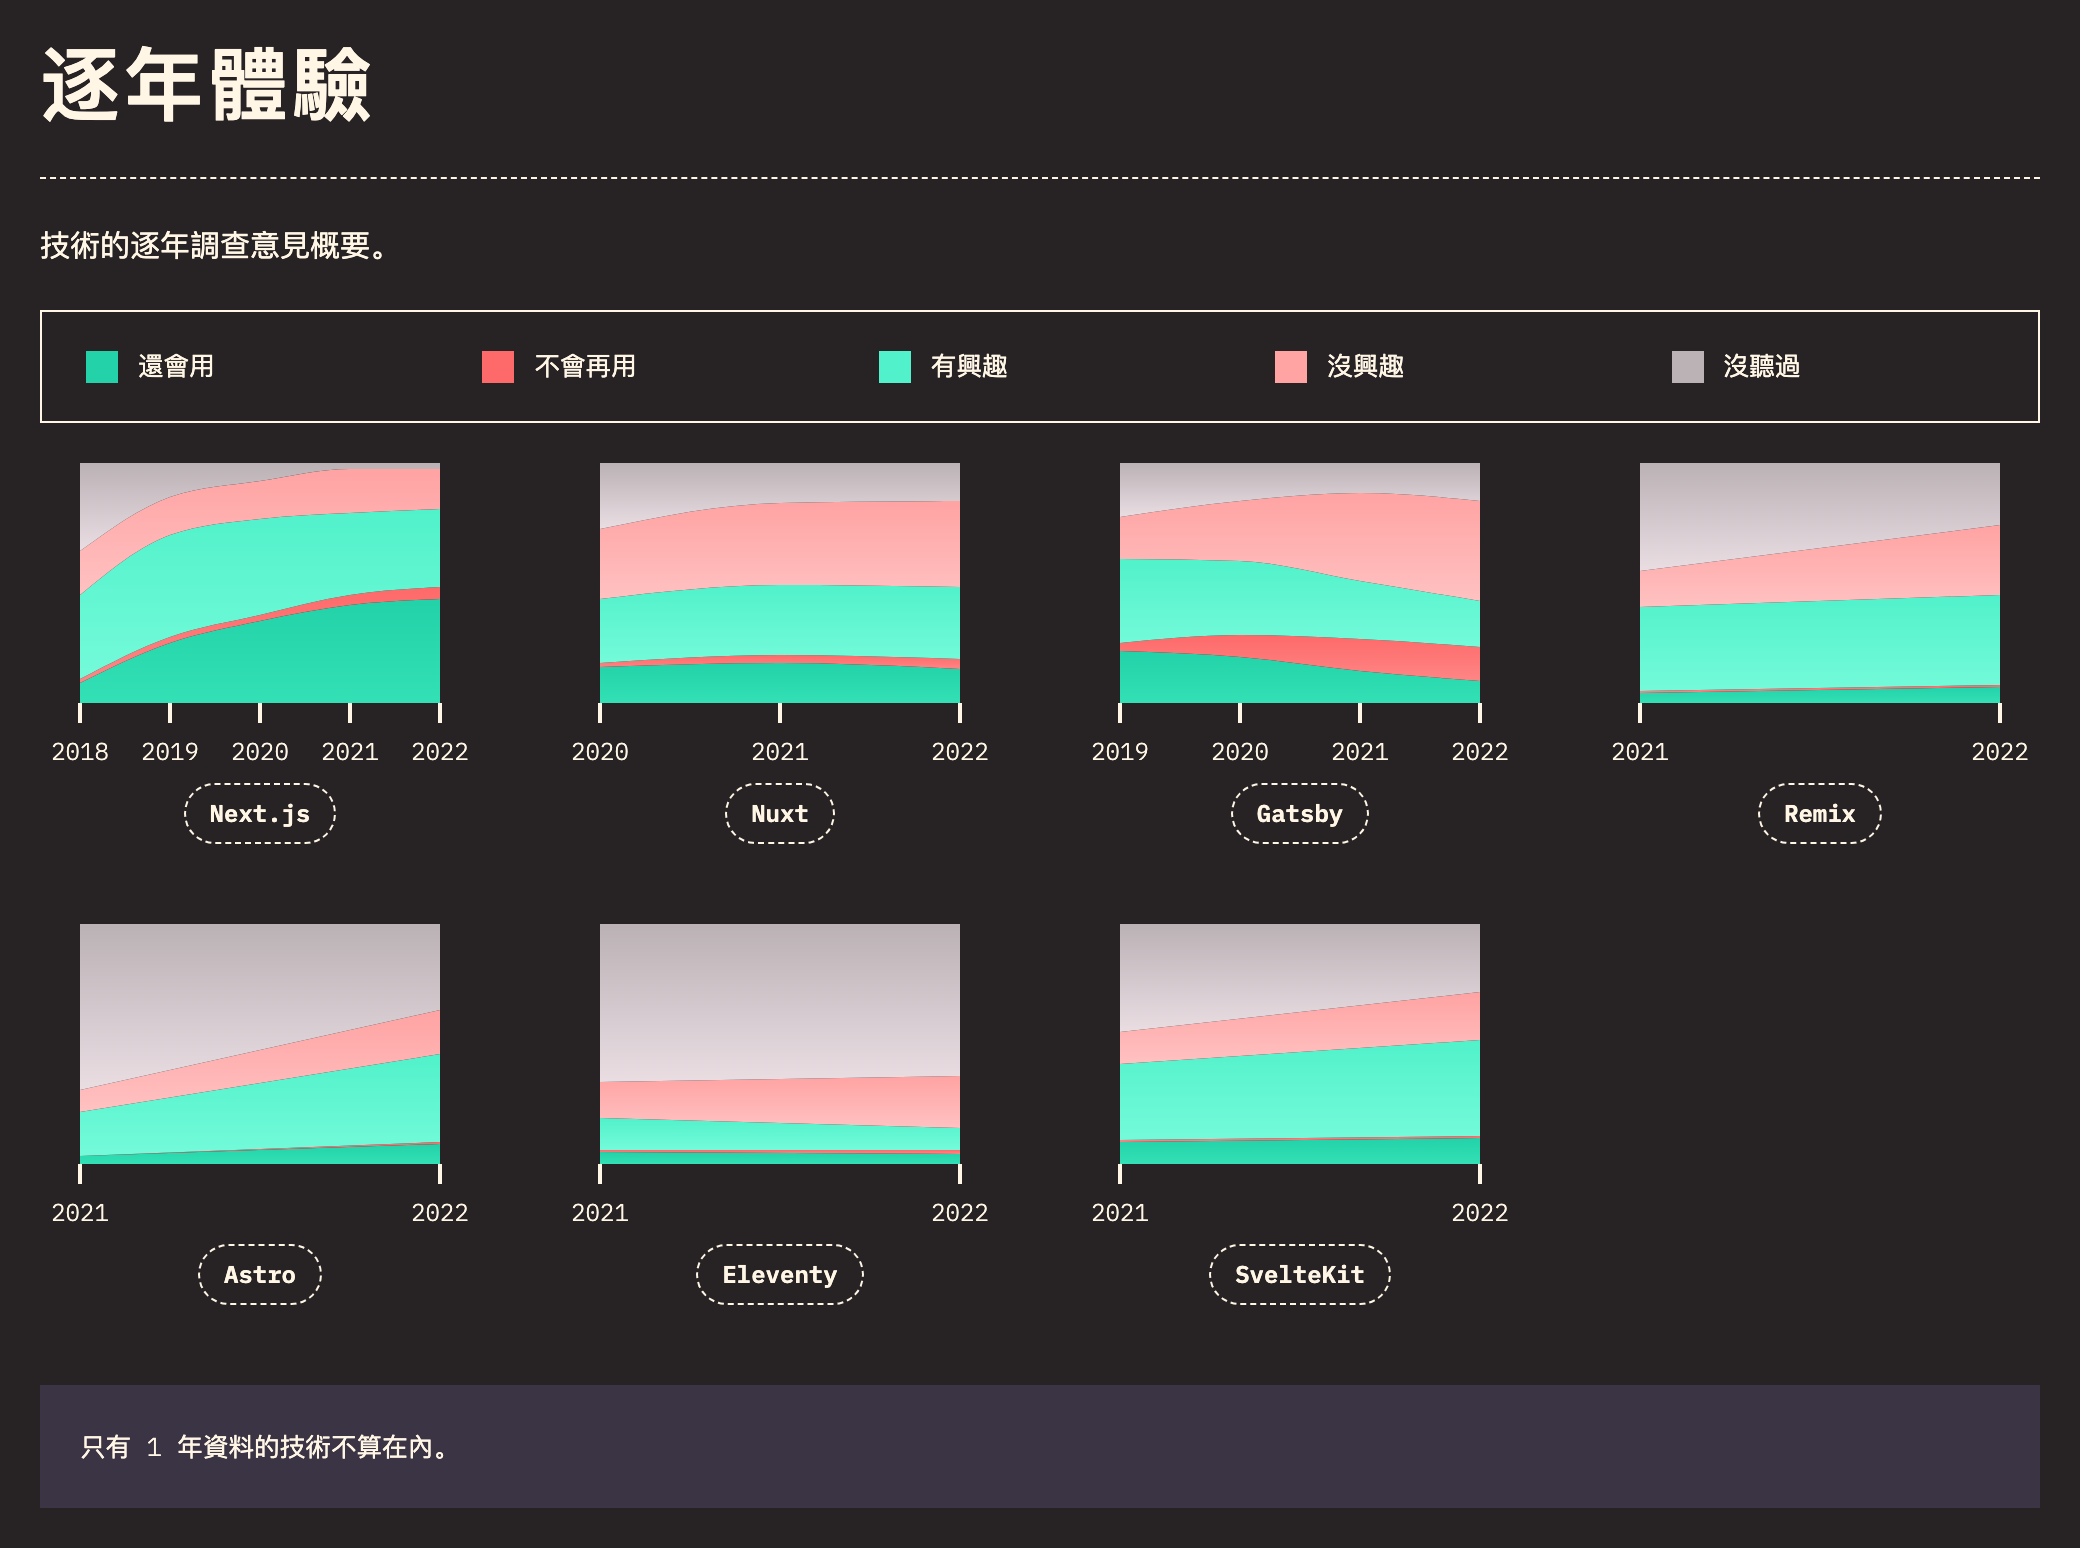 逐年體驗
技術的逐年調查意見概要。
還會用 不會再用 有興趣 沒興趣 沒聽過
2018 2019 2020 2021 2022
Next.js
2020 2021 2022
Nuxt
2019 2020 2021 2022
Gatsby
2021 2022
Remix
2021 2022
Astro
2021 2022
Eleventy
2021 2022
SvelteKit
只有 1 年資料的技術不算在內。